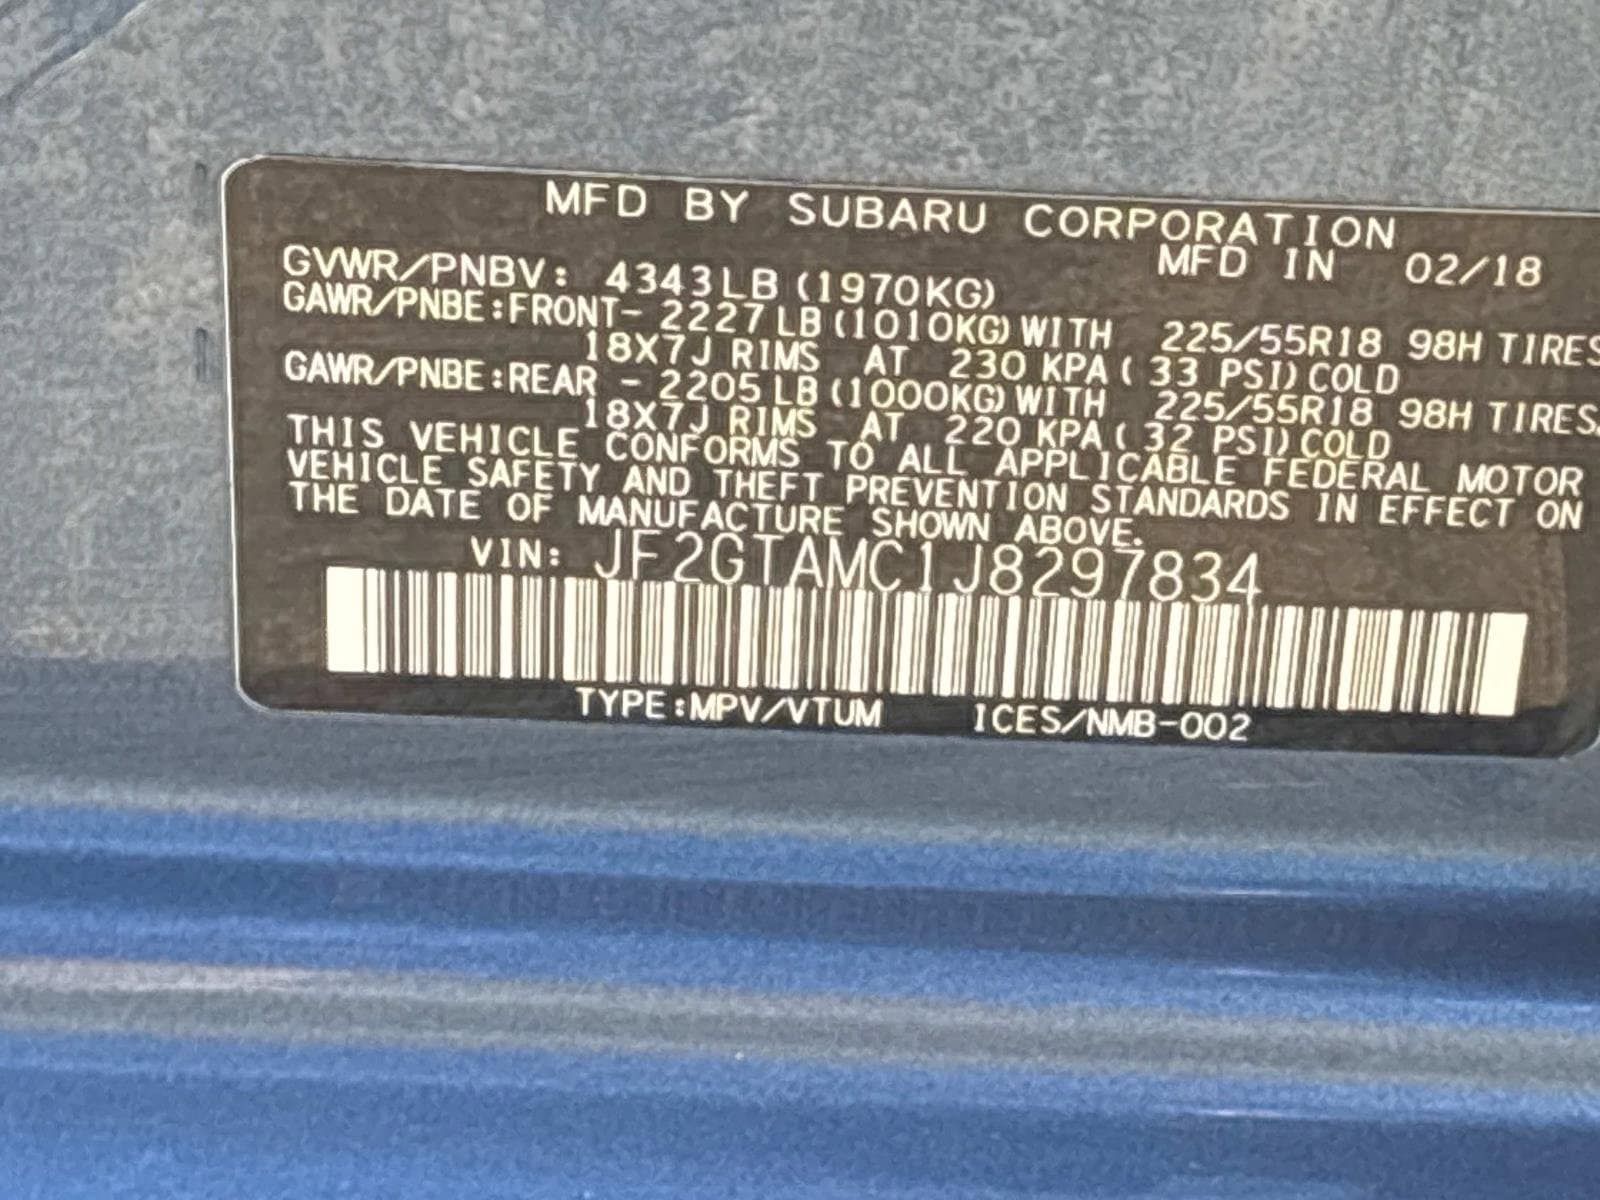 MFD BY SUBARU CORPORATION
MFD IN 02/18
GVWR/PNBV: 4343LB (1970KG)
GAWR/PNBE:FRONT- 2227LB(1010KG)WITH 225/55R18 98H TIRES
18X7J RIMS AT 230 KPA( 33 PSI)COLD
GAWR/PNBE:REAR - 2205LB(1000KG)WITH 225/55R18 98H TIRES.
18X7J RIMS AT 220 KPA( 32 PSI)COLD
THIS VEHICLE CONFORMS TO ALL APPLICABLE FEDERAL MOTOR
VEHICLE SAFETY AND THEFT PREVENTION STANDARDS IN EFFECT ON
THE DATE OF MANUFACTURE SHOWN ABOVE.
VIN: JF2GTAMC1J8297834
TYPE:MPV/VTUM ICES/NMB-002